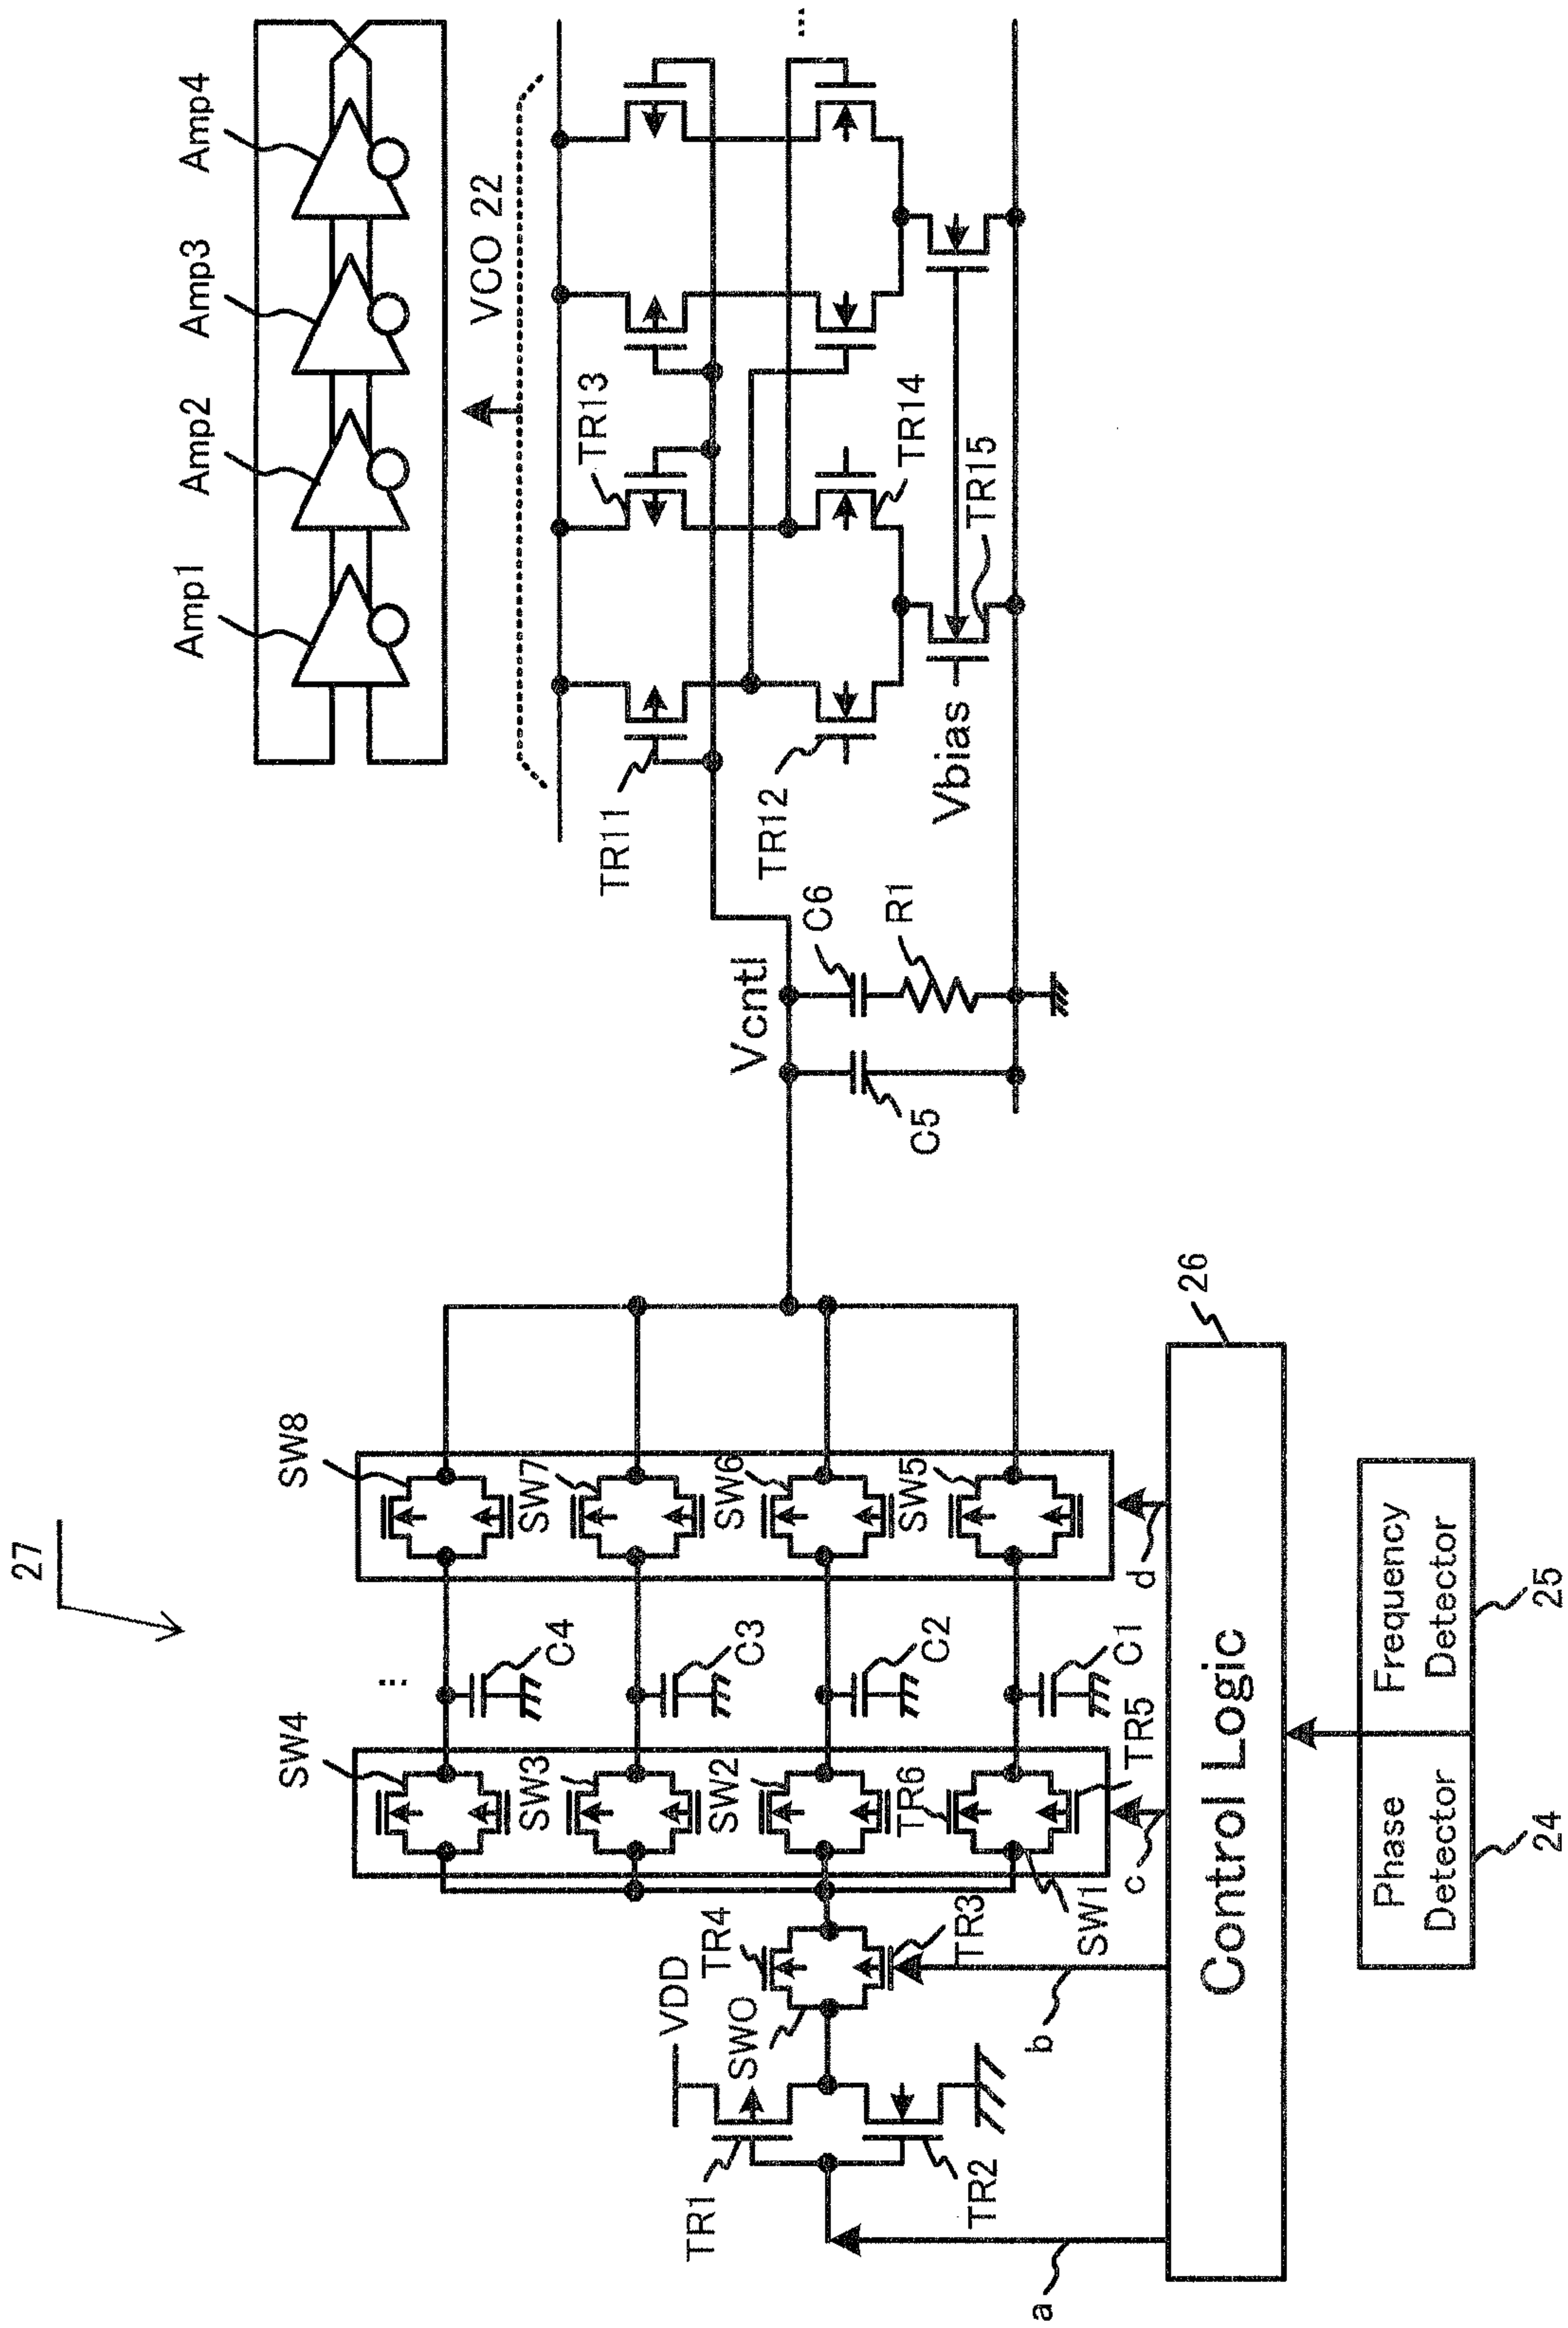 27
Amp1
Amp2
Amp3
Amp4
VCO 22
SW4
SW8
...
...
C4
SW3
SW7
C3
SW2
SW6
C2
TR6
SW5
C1
TR5
SW1
VDD
TR4
SW0
TR3
TR1
TR2
Vcntl
C5
C6
R1
TR11
TR13
TR12
TR14
Vbias
TR15
a
b
c
d
26
Control Logic
Phase
Detector
Frequency
Detector
24
25